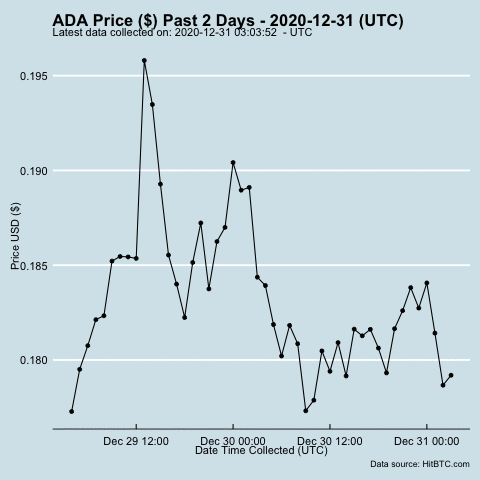 ADA Price ($) Past 2 Days - 2020-12-31 (UTC)
Latest data collected on: 2020-12-31 03:03:52  - UTC
0.195
0.190
0.185
0.180
Price USD ($)
Dec 29 12:00 Dec 30 00:00 Dec 30 12:00 Dec 31 00:00
Date Time Collected (UTC)
Data source: HitBTC.com